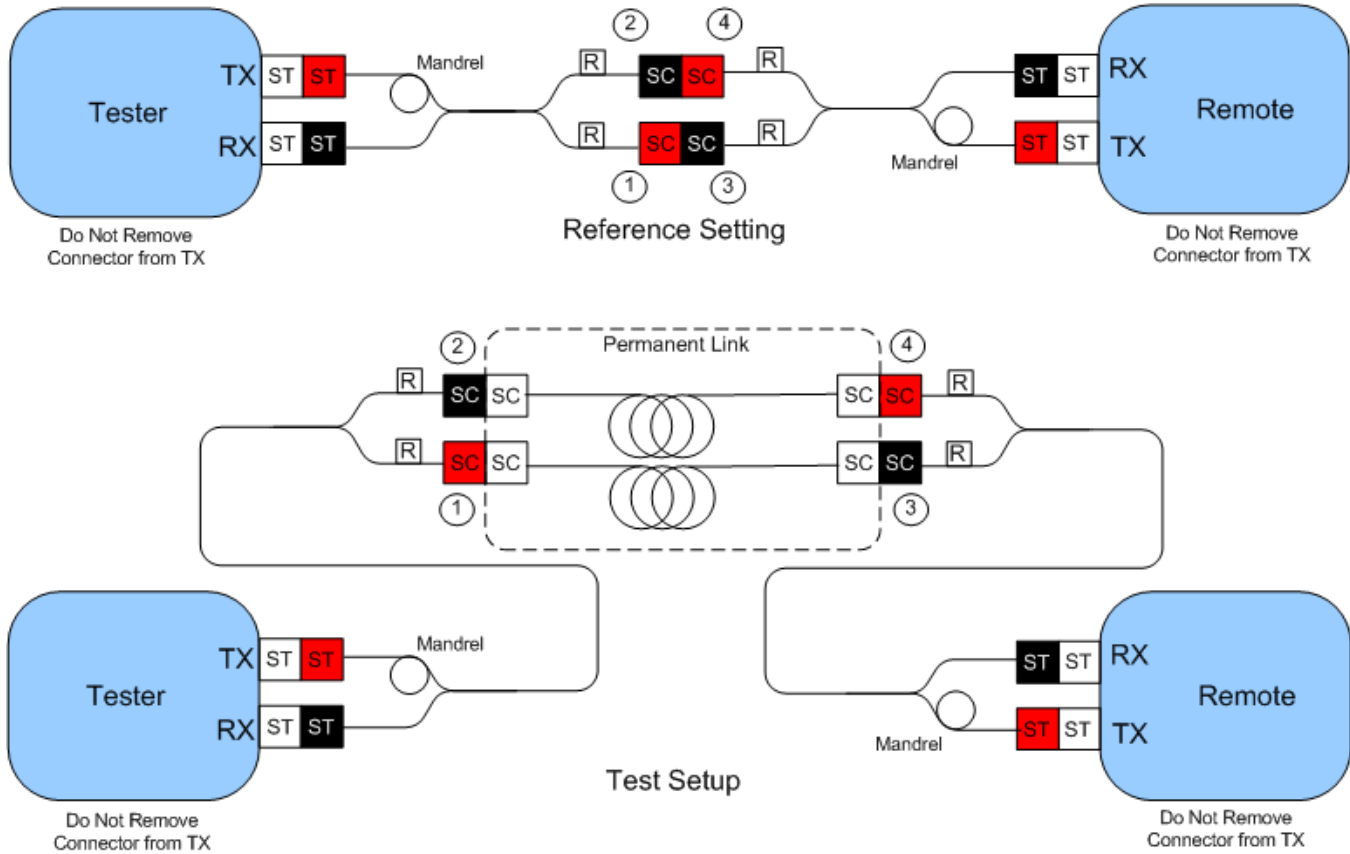 2 4
TX ST ST Mandrel R SC SC R ST ST RX
Tester Remote
RX ST ST R SC SC R Mandrel ST ST TX
1 3
Do Not Remove
Connector from TX
Reference Setting
Do Not Remove
Connector from TX
2 Permanent Link 4
R SC SC SC SC R
R SC SC SC SC R
1 3
TX ST ST Mandrel ST ST RX
Tester Remote
RX ST ST Mandrel ST ST TX
Test Setup
Do Not Remove
Connector from TX
Do Not Remove
Connector from TX